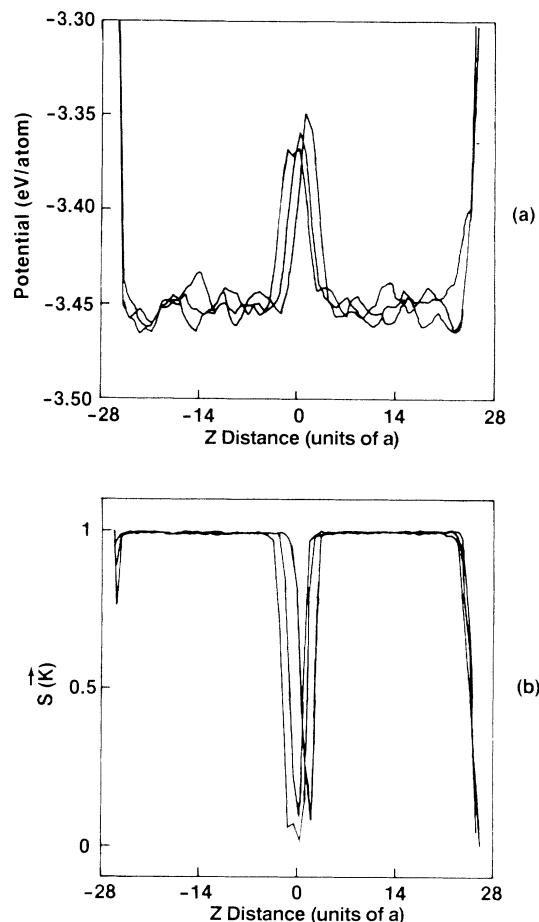 −3.30
−3.35
−3.40
−3.45
−3.50
Potential (eV/atom)
(a)
−28 −14 0 14 28
Z Distance (units of a)
1
0.5
0
S (K)
(b)
−28 −14 0 14 28
Z Distance (units of a)